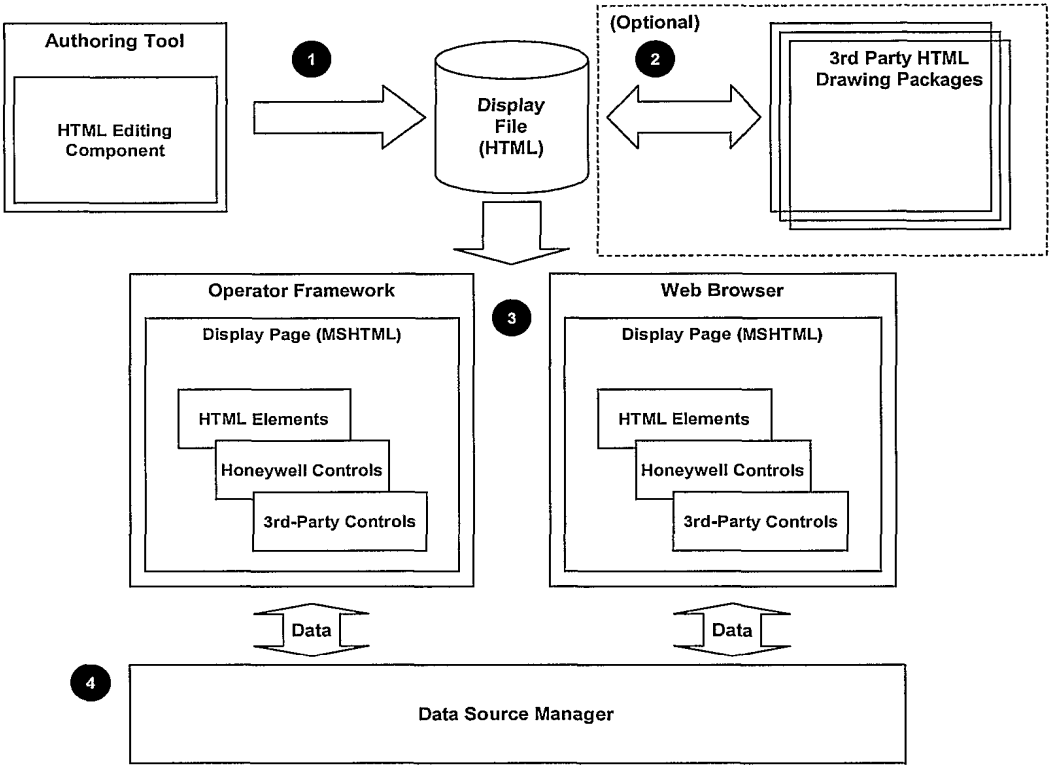 Authoring Tool
HTML Editing
Component
1
Display
File
(HTML)
(Optional)
2
3rd Party HTML
Drawing Packages
Operator Framework
Display Page (MSHTML)
HTML Elements
Honeywell Controls
3rd-Party Controls
3
Web Browser
Display Page (MSHTML)
HTML Elements
Honeywell Controls
3rd-Party Controls
Data
Data
4
Data Source Manager